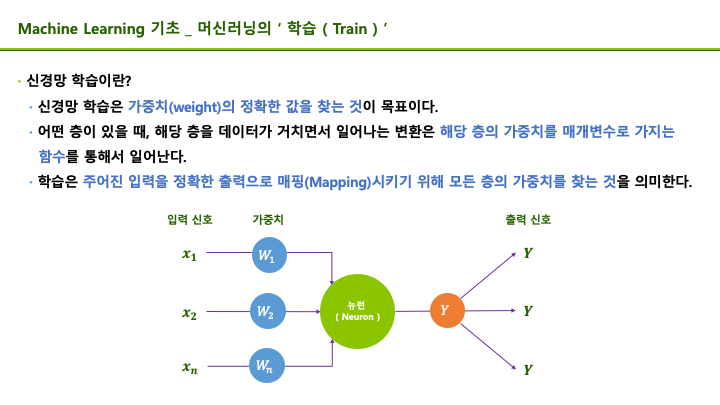 Machine Learning 기초 _ 머신러닝의 ‘ 학습 ( Train ) ’
· 신경망 학습이란?
· 신경망 학습은 가중치(weight)의 정확한 값을 찾는 것이 목표이다.
· 어떤 층이 있을 때, 해당 층을 데이터가 거치면서 일어나는 변환은 해당 층의 가중치를 매개변수로 가지는
함수를 통해서 일어난다.
· 학습은 주어진 입력을 정확한 출력으로 매핑(Mapping)시키기 위해 모든 층의 가중치를 찾는 것을 의미한다.
입력 신호 가중치 출력 신호
x₁ W₁ Y
x₂ W₂ 뉴런 Y Y
( Neuron )
xₙ Wₙ Y